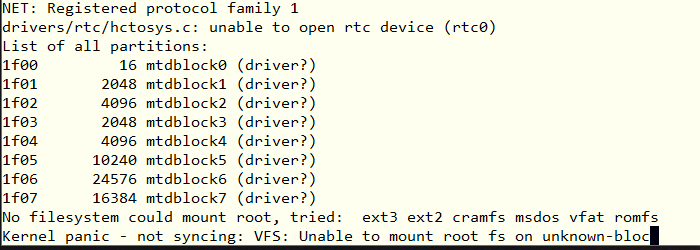 NET: Registered protocol family 1
drivers/rtc/hctosys.c: unable to open rtc device (rtc0)
List of all partitions:
1f00 16 mtdblock0 (driver?)
1f01 2048 mtdblock1 (driver?)
1f02 4096 mtdblock2 (driver?)
1f03 2048 mtdblock3 (driver?)
1f04 4096 mtdblock4 (driver?)
1f05 10240 mtdblock5 (driver?)
1f06 24576 mtdblock6 (driver?)
1f07 16384 mtdblock7 (driver?)
No filesystem could mount root, tried: ext3 ext2 cramfs msdos vfat romfs
Kernel panic - not syncing: VFS: Unable to mount root fs on unknown-bloc